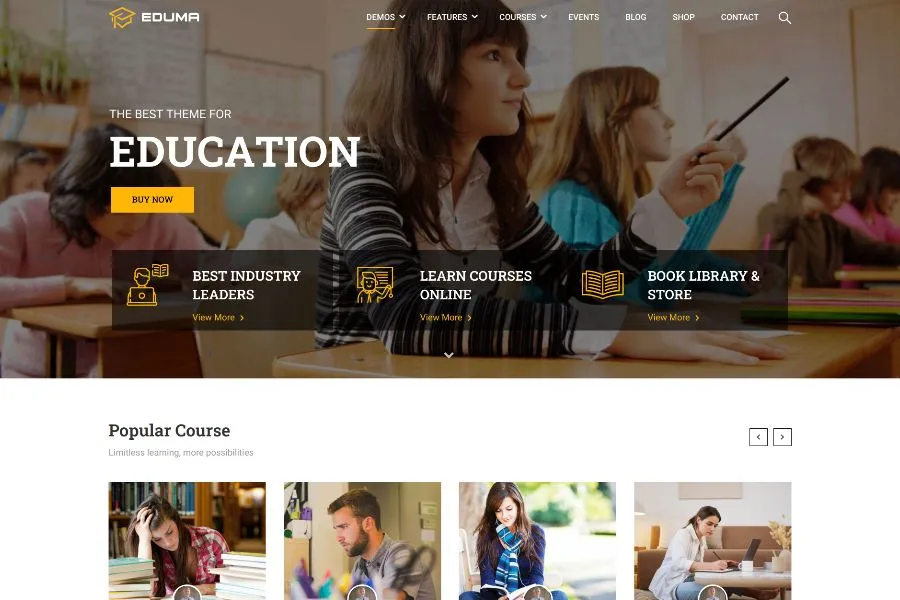 EDUMA
DEMOS FEATURES COURSES EVENTS BLOG SHOP CONTACT
THE BEST THEME FOR
EDUCATION
BUY NOW
BEST INDUSTRY
LEADERS
View More
LEARN COURSES
ONLINE
View More
BOOK LIBRARY &
STORE
View More
Popular Course
Limitless learning, more possibilities